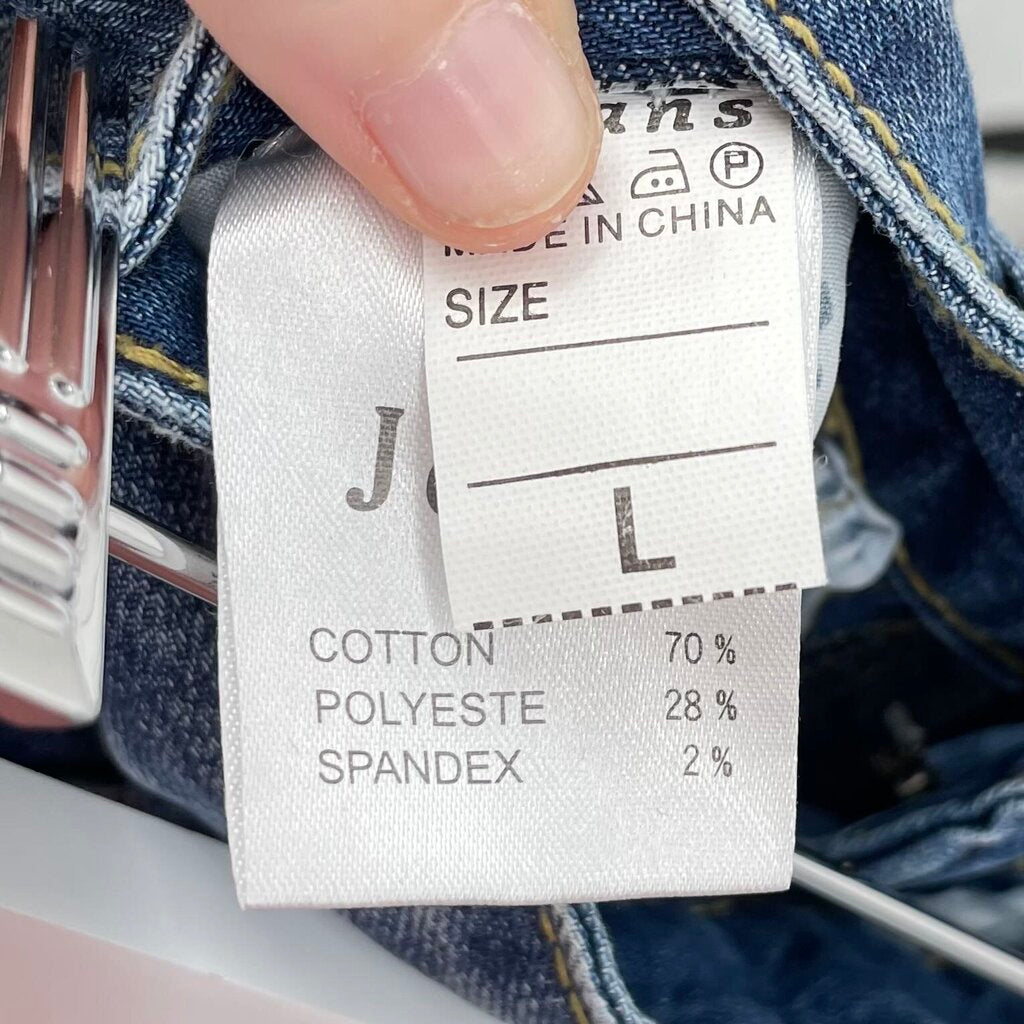 MADE IN CHINA
SIZE
L
COTTON 70 %
POLYESTE 28 %
SPANDEX 2 %